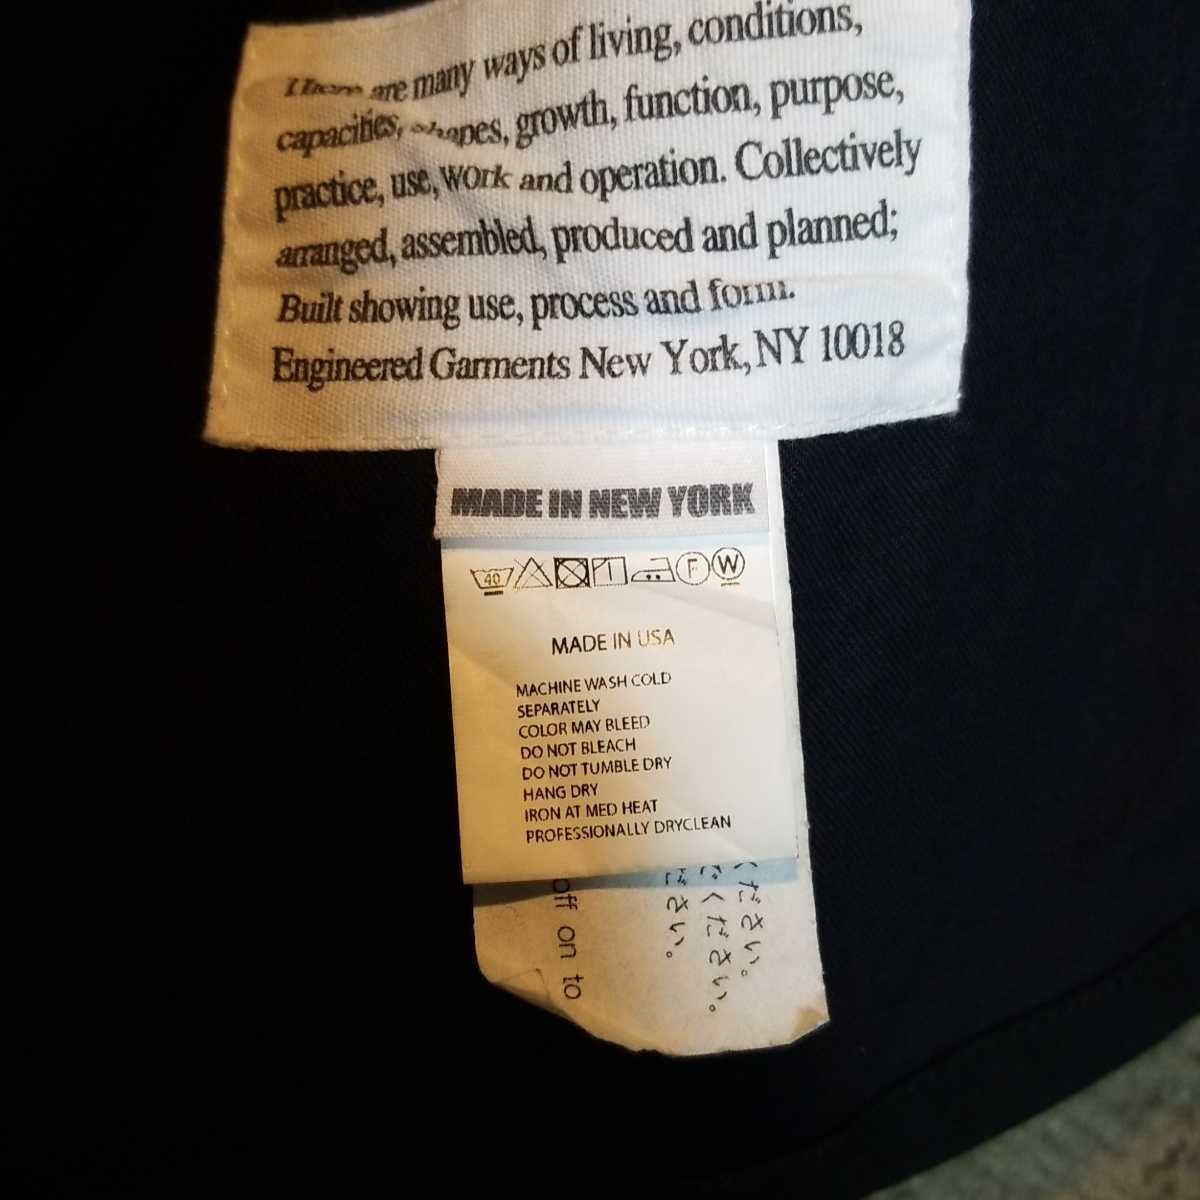 There are many ways of living, conditions,
capacities, shapes, growth, function, purpose,
practice, use, work and operation. Collectively
arranged, assembled, produced and planned;
Built showing use, process and form.
Engineered Garments New York, NY 10018
MADE IN NEW YORK
40 F W
MADE IN USA
MACHINE WASH COLD
SEPARATELY
COLOR MAY BLEED
DO NOT BLEACH
DO NOT TUMBLE DRY
HANG DRY
IRON AT MED HEAT
PROFESSIONALLY DRYCLEAN
ください。
ください。
ださい。
off on to